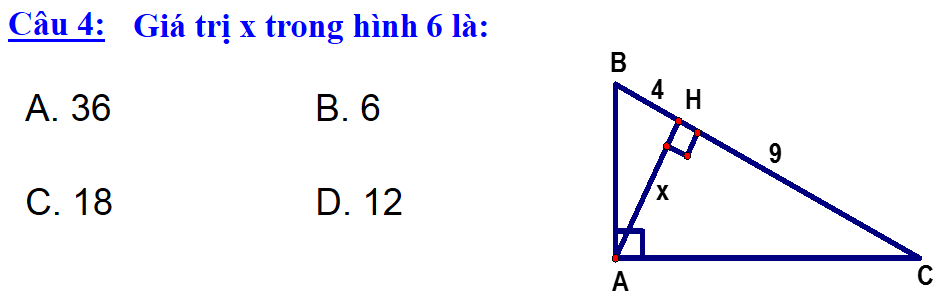 Câu 4: Giá trị x trong hình 6 là:
A. 36 B. 6
C. 18 D. 12
B
4
H
9
x
A
C